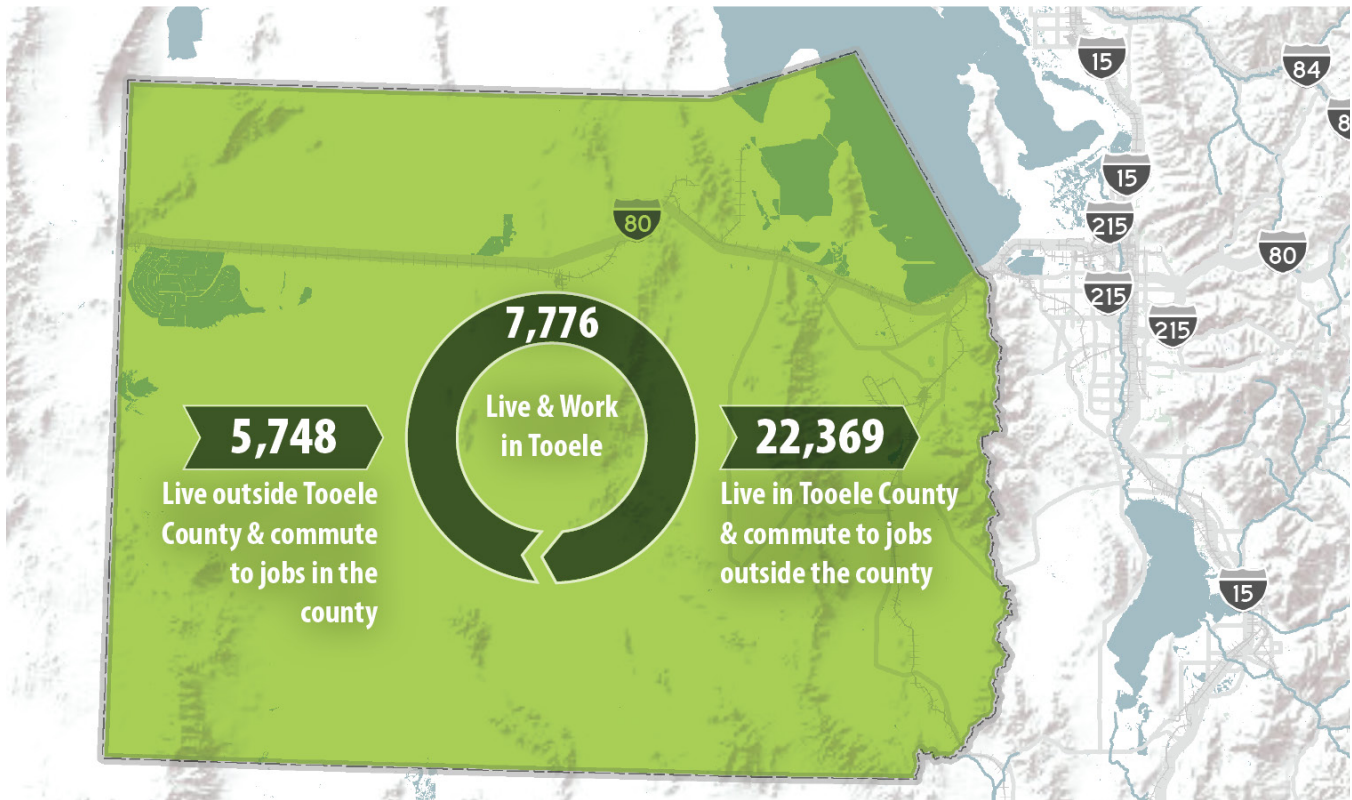 15
84
8
15
215
80
80
215
215
7,776
Live & Work
in Tooele
5,748
Live outside Tooele
County & commute
to jobs in the
county
22,369
Live in Tooele County
& commute to jobs
outside the county
15